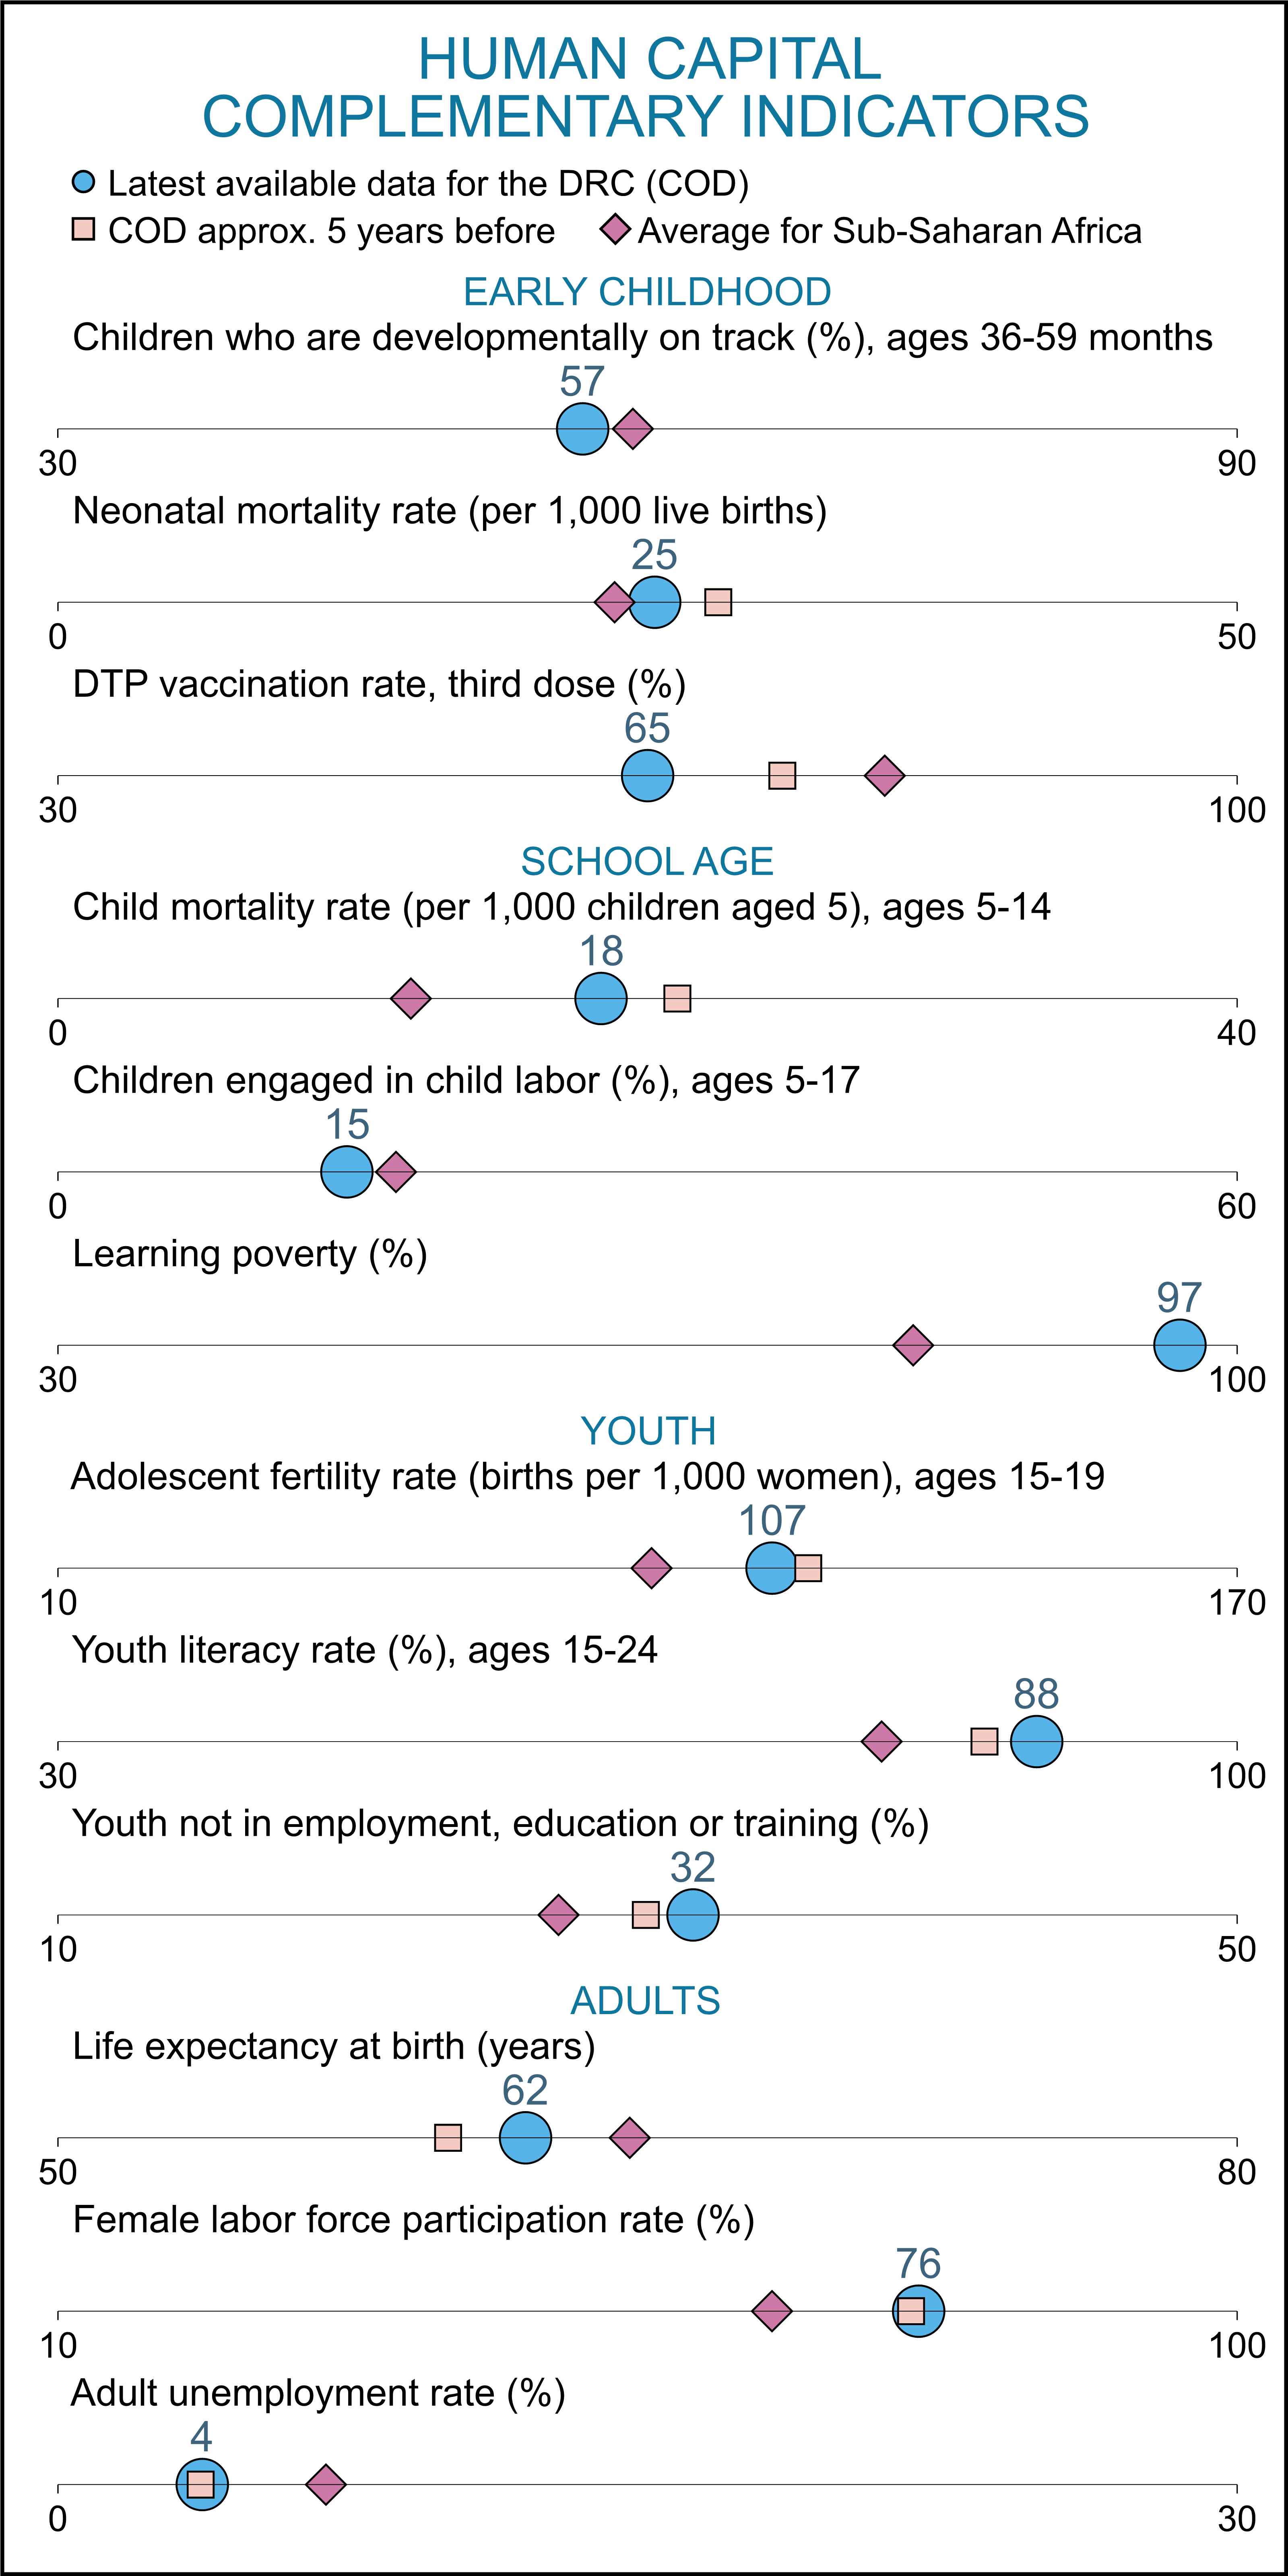 HUMAN CAPITAL
COMPLEMENTARY INDICATORS
Latest available data for the DRC (COD)
COD approx. 5 years before Average for Sub-Saharan Africa
EARLY CHILDHOOD
Children who are developmentally on track (%), ages 36-59 months
57
30 90
Neonatal mortality rate (per 1,000 live births)
25
0 50
DTP vaccination rate, third dose (%)
65
30 100
SCHOOL AGE
Child mortality rate (per 1,000 children aged 5), ages 5-14
18
0 40
Children engaged in child labor (%), ages 5-17
15
0 60
Learning poverty (%)
97
30 100
YOUTH
Adolescent fertility rate (births per 1,000 women), ages 15-19
107
10 170
Youth literacy rate (%), ages 15-24
88
30 100
Youth not in employment, education or training (%)
32
10 50
ADULTS
Life expectancy at birth (years)
62
50 80
Female labor force participation rate (%)
76
10 100
Adult unemployment rate (%)
4
0 30